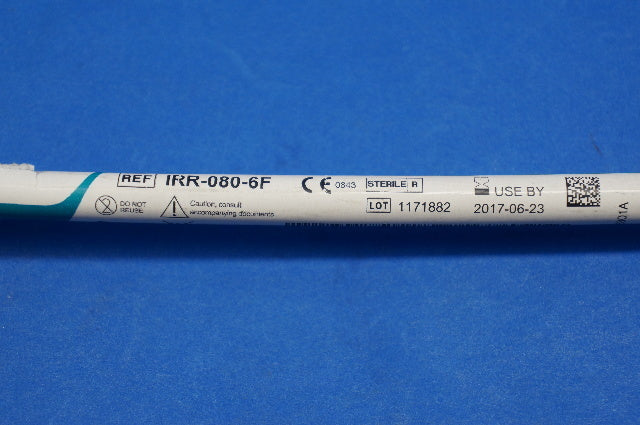 REF IRR-080-6F
CE 0843 STERILE R
USE BY
DO NOT REUSE
Caution, consult accompanying documents
LOT 1171882
2017-06-23
01A